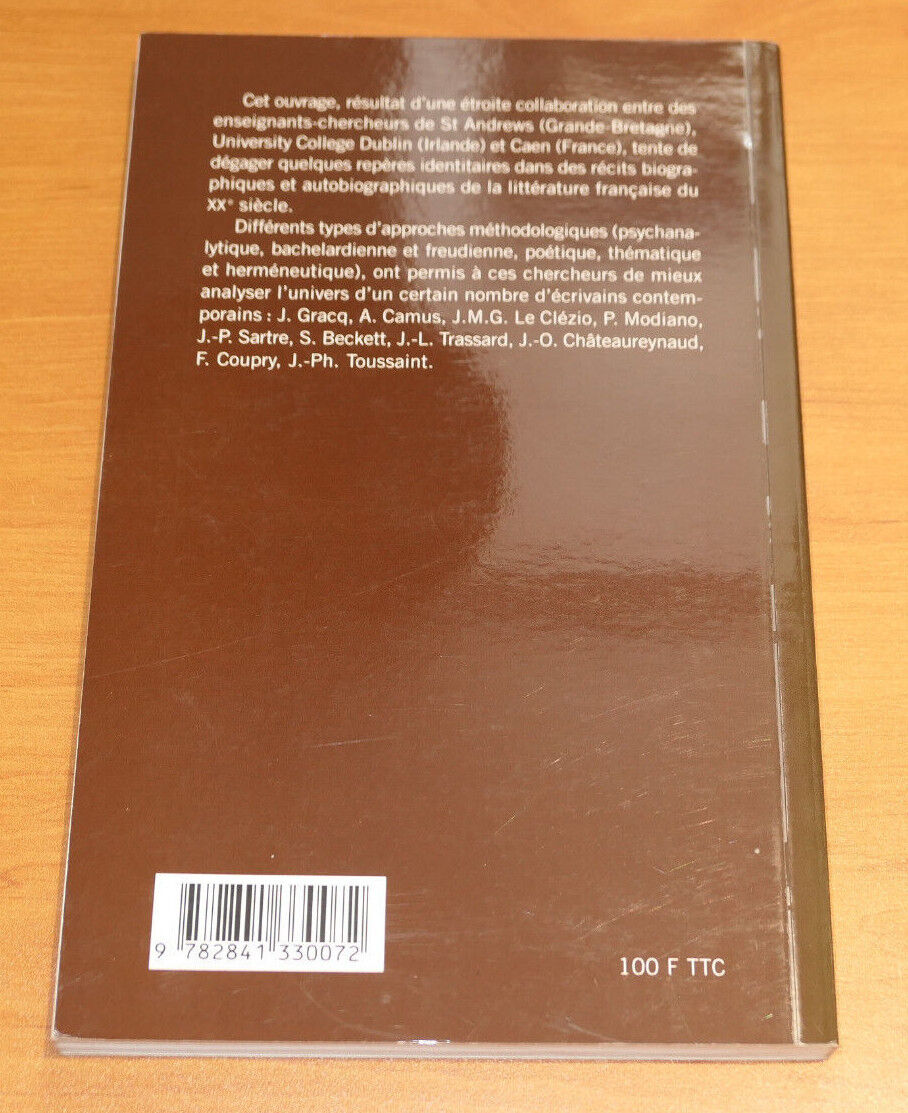 Cet ouvrage, résultat d'une étroite collaboration entre des
enseignants-chercheurs de St Andrews (Grande-Bretagne),
University College Dublin (Irlande) et Caen (France), tente de
dégager quelques repères identitaires dans des récits biogra-
phiques et autobiographiques de la littérature française du
XXe siècle.
Différents types d'approches méthodologiques (psychana-
lytique, bachelardienne et freudienne, poétique, thématique
et herméneutique), ont permis à ces chercheurs de mieux
analyser l'univers d'un certain nombre d'écrivains contem-
porains : J. Gracq, A. Camus, J.M.G. Le Clézio, P. Modiano,
J.-P. Sartre, S. Beckett, J.-L. Trassard, J.-O. Châteaureynaud,
F. Coupry, J.-Ph. Toussaint.
9 782841 330072
100 F TTC